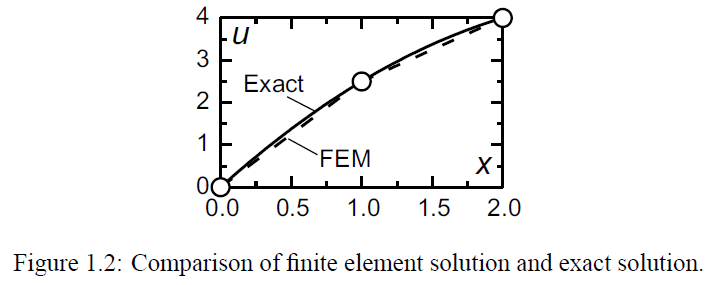 4
u
3
Exact
2
1
FEM
x
0
0.0 0.5 1.0 1.5 2.0
Figure 1.2: Comparison of finite element solution and exact solution.